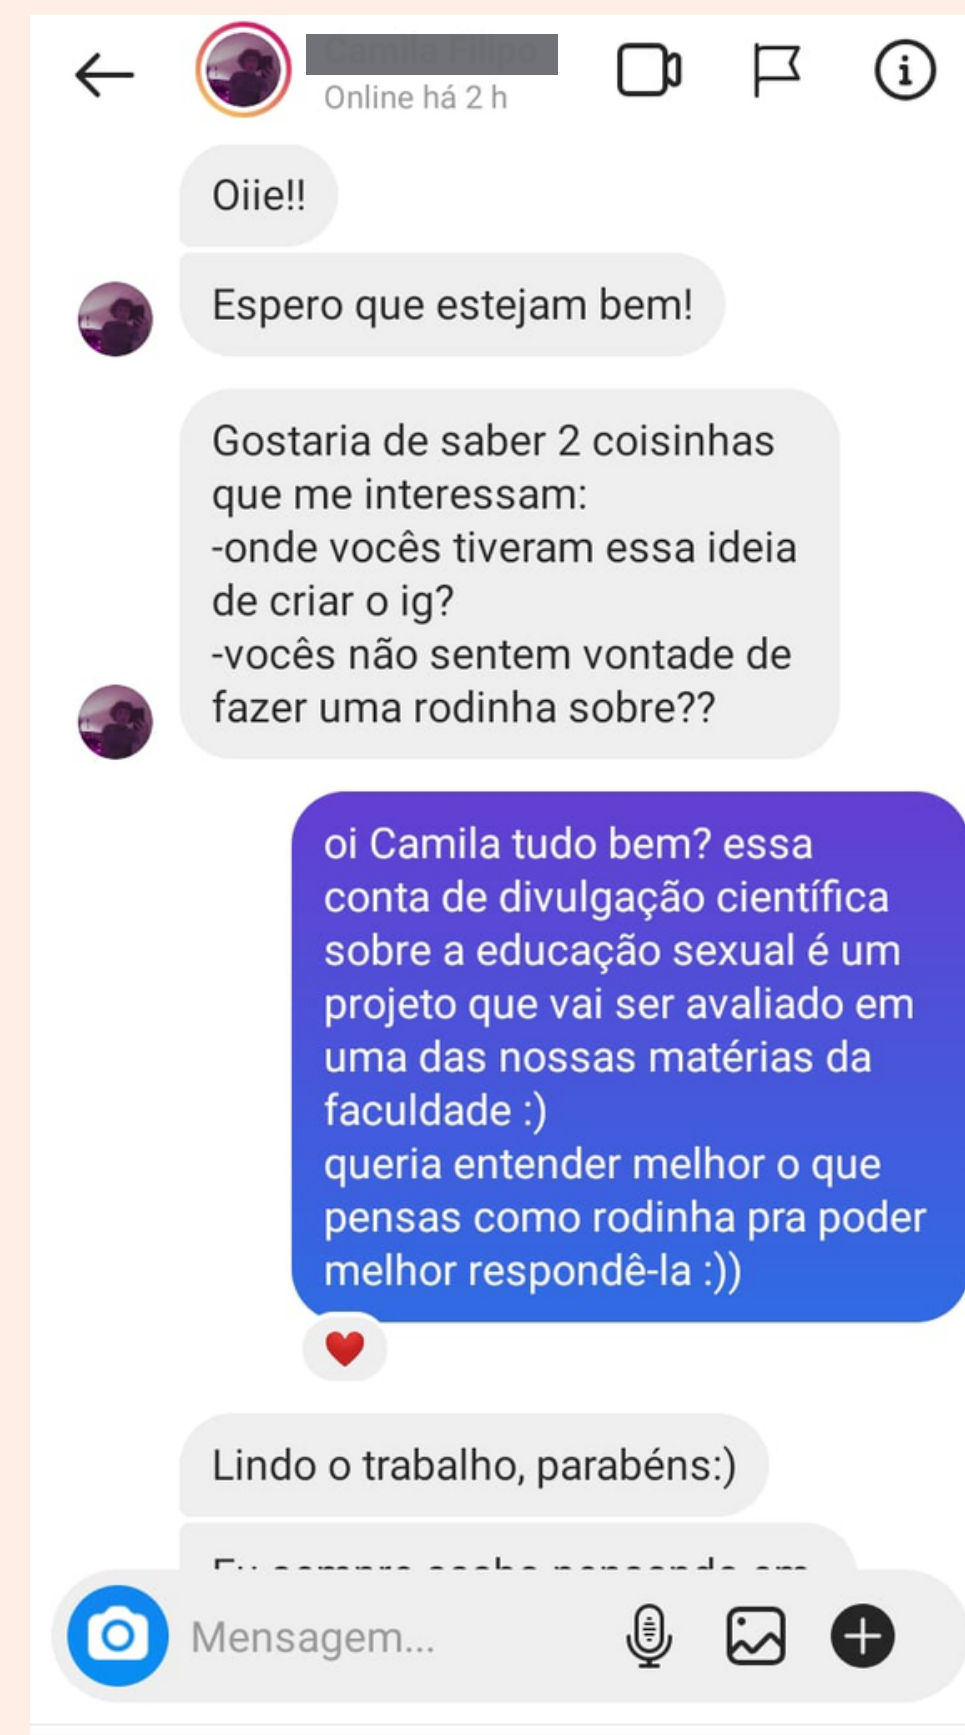 Online há 2 h
Oiie!!
Espero que estejam bem!
Gostaria de saber 2 coisinhas
que me interessam:
-onde vocês tiveram essa ideia
de criar o ig?
-vocês não sentem vontade de
fazer uma rodinha sobre??
oi Camila tudo bem? essa
conta de divulgação científica
sobre a educação sexual é um
projeto que vai ser avaliado em
uma das nossas matérias da
faculdade :)
queria entender melhor o que
pensas como rodinha pra poder
melhor respondê-la :))
Lindo o trabalho, parabéns:)
Mensagem...